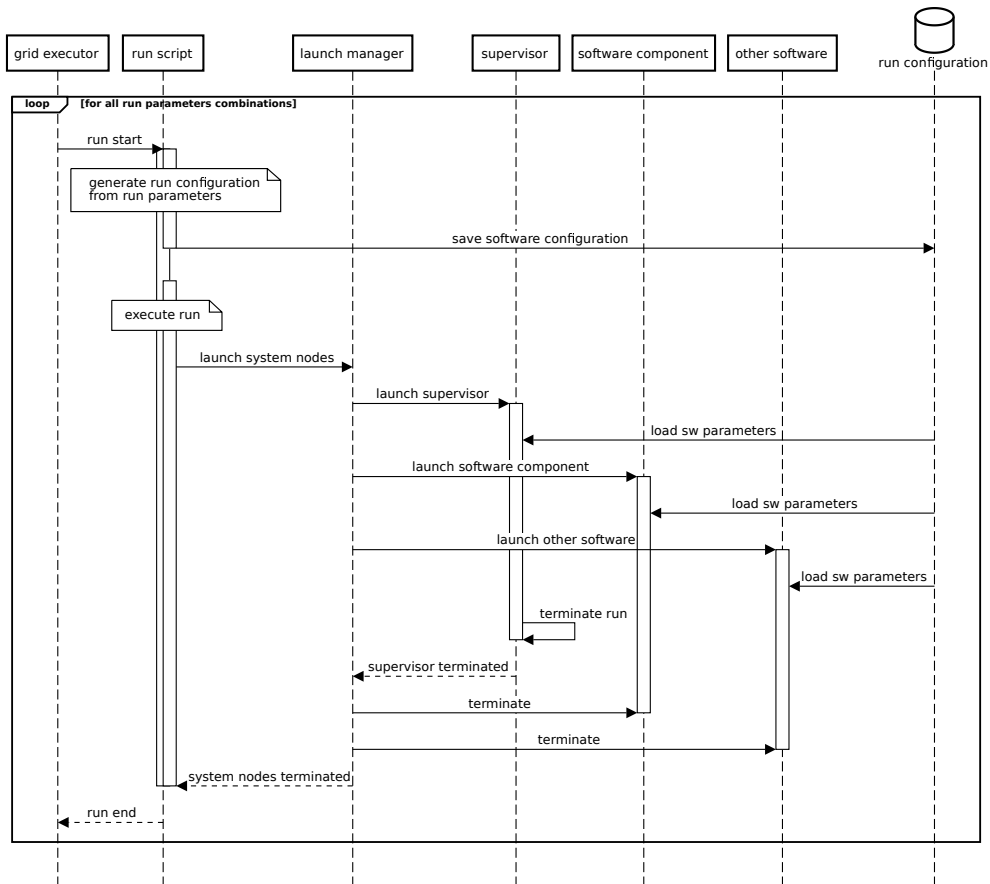 grid executor
run script
launch manager
supervisor
software component
other software
run configuration
loop
[for all run parameters combinations]
run start
generate run configuration
from run parameters
save software configuration
execute run
launch system nodes
launch supervisor
load sw parameters
launch software component
load sw parameters
launch other software
load sw parameters
terminate run
supervisor terminated
terminate
terminate
system nodes terminated
run end